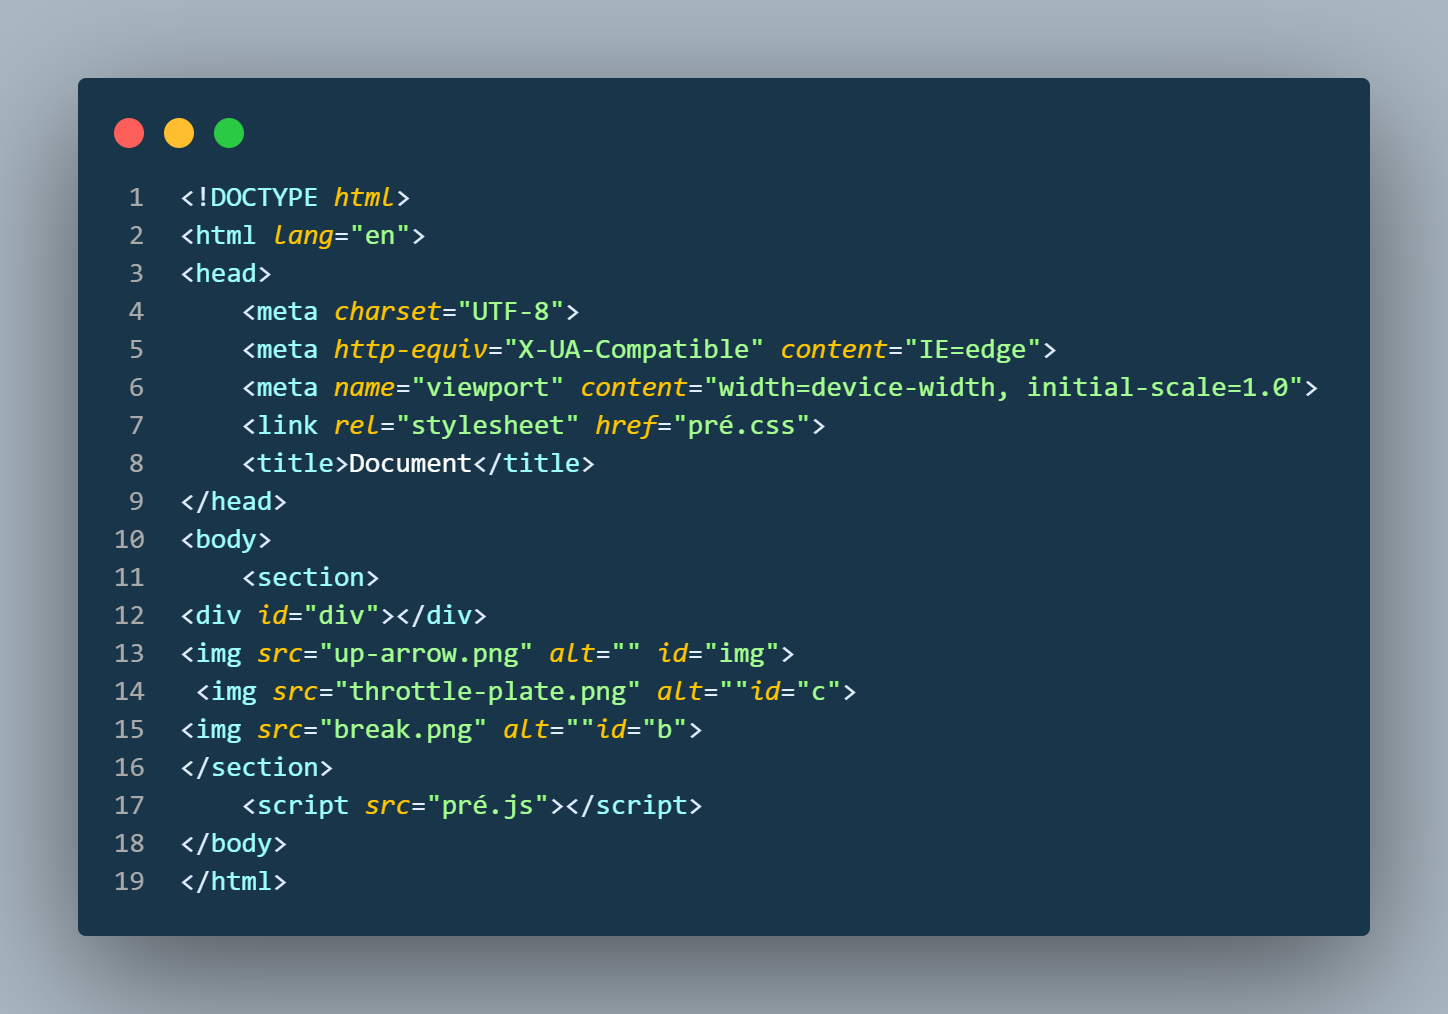 1 <!DOCTYPE html>
2 <html lang="en">
3 <head>
4     <meta charset="UTF-8">
5     <meta http-equiv="X-UA-Compatible" content="IE=edge">
6     <meta name="viewport" content="width=device-width, initial-scale=1.0">
7     <link rel="stylesheet" href="pré.css">
8     <title>Document</title>
9 </head>
10 <body>
11     <section>
12 <div id="div"></div>
13 <img src="up-arrow.png" alt="" id="img">
14  <img src="throttle-plate.png" alt=""id="c">
15 <img src="break.png" alt=""id="b">
16 </section>
17     <script src="pré.js"></script>
18 </body>
19 </html>